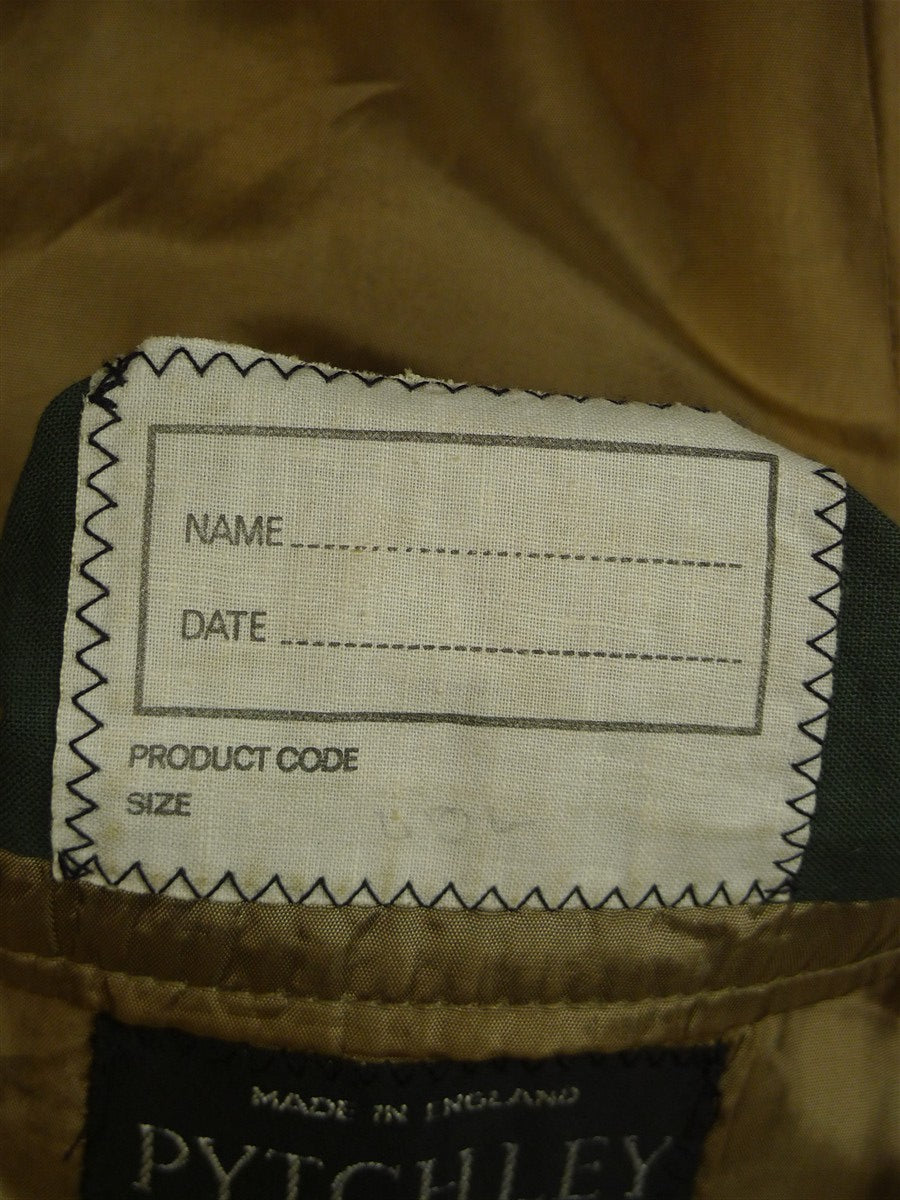 NAME
DATE
PRODUCT CODE
SIZE
MADE IN ENGLAND
PYTCHLEY